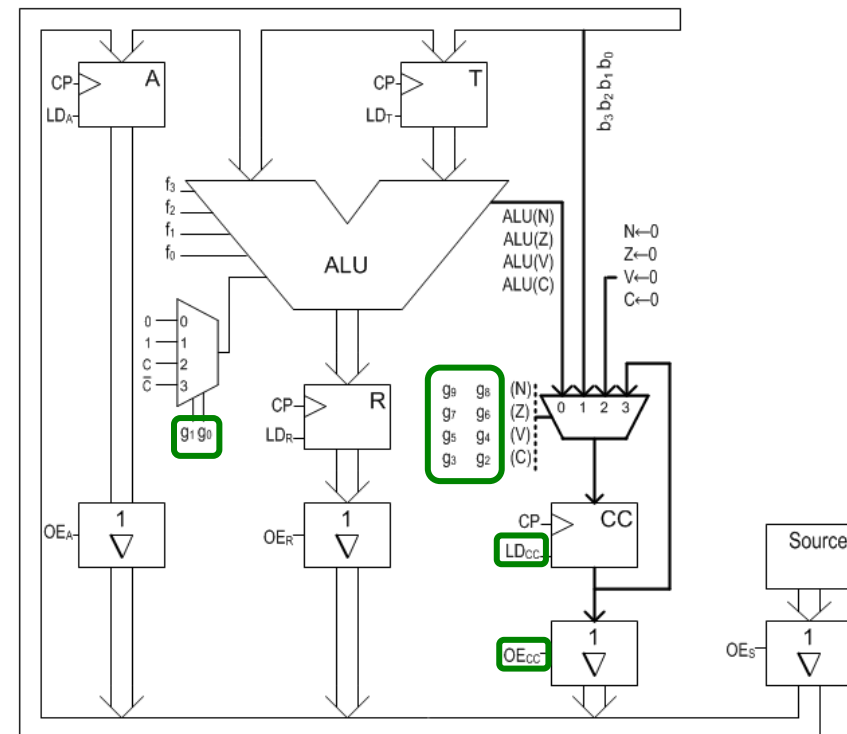 A
CP
LDA
T
CP
LDT
b3 b2 b1 b0
f3
f2
f1
f0
ALU
ALU(N)
ALU(Z)
ALU(V)
ALU(C)
N←0
Z←0
V←0
C←0
0 0
1 1
C 2
C̅ 3
g1 g0
CP
LDR
R
g9 g8 (N)
g7 g6 (Z)
g5 g4 (V)
g3 g2 (C)
0 1 2 3
CP
CC
LDCC
OEA
1
OER
1
OECC
1
Source
OES
1